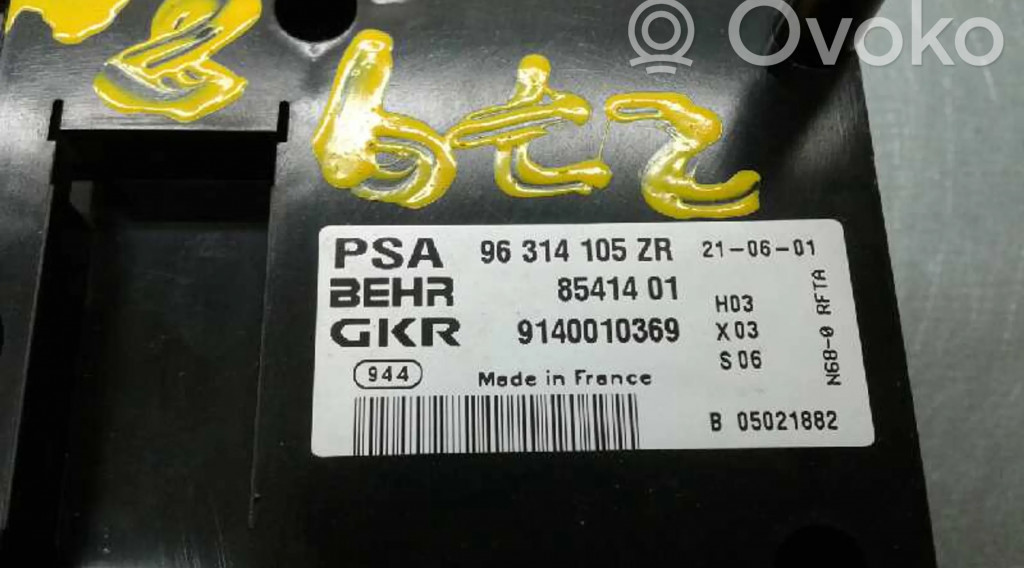 Ovoko
PSA 96 314 105 ZR 21-06-01
BEHR 85414 01 H03
GKR 9140010369 X03
S06
944 Made in France
N68-0 RFTA
B 05021882